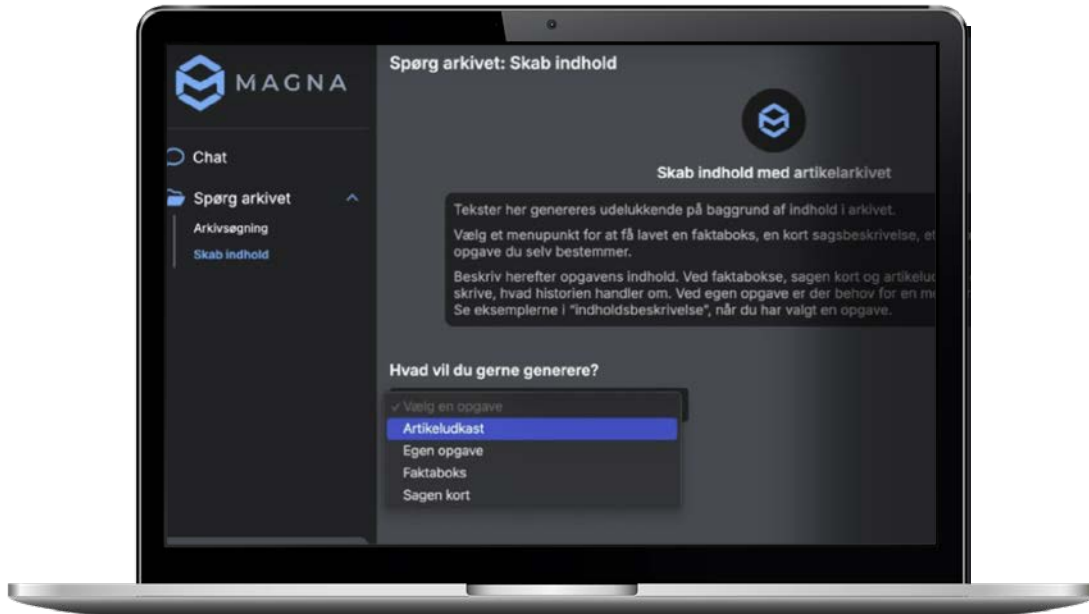 MAGNA
Chat
Spørg arkivet
Arkivsøgning
Skab indhold
Spørg arkivet: Skab indhold
Skab indhold med artikelarkivet
Tekster her genereres udelukkende på baggrund af indhold i arkivet.
Vælg et menupunkt for at få lavet en faktaboks, en kort sagsbeskrivelse, et
opgave du selv bestemmer.
Beskriv herefter opgavens indhold. Ved faktabokse, sagen kort og
skrive, hvad historien handler om. Ved egen opgave er der behov for en
Se eksemplerne i "indholdsbeskrivelse", når du har valgt en opgave.
Hvad vil du gerne generere?
✓ Vælg en opgave
Artikeludkast
Egen opgave
Faktaboks
Sagen kort